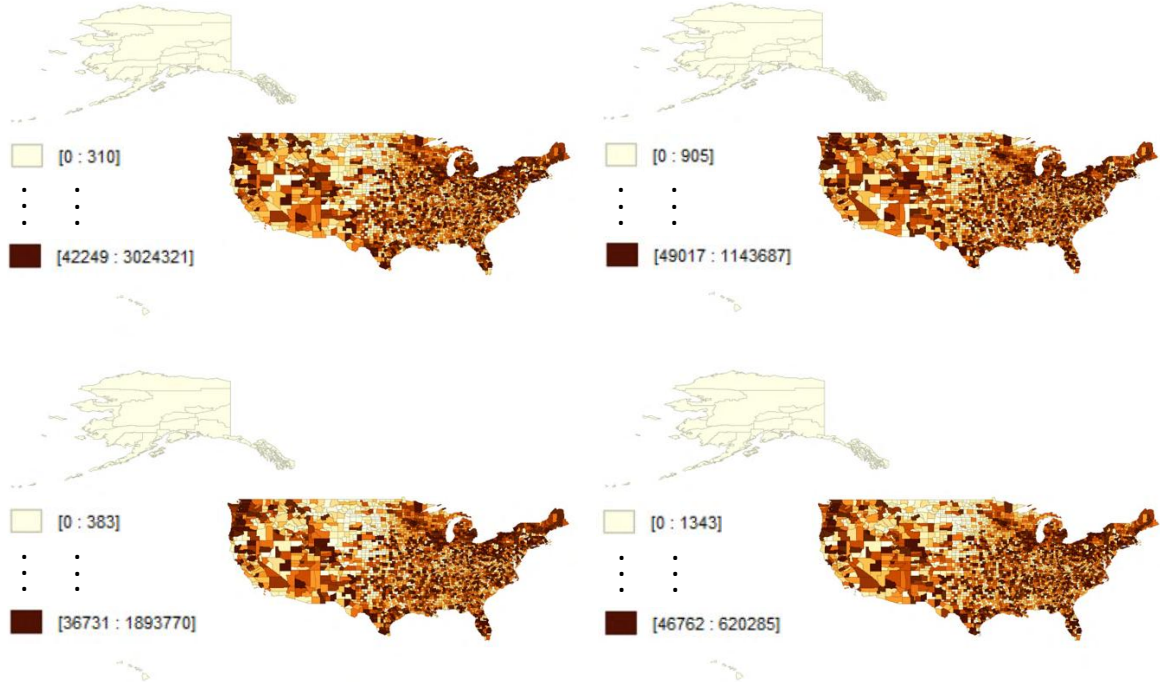 [0 : 310]
: :
: :
[42249 : 3024321]
[0 : 905]
: :
: :
[49017 : 1143687]
[0 : 383]
: :
: :
[36731 : 1893770]
[0 : 1343]
: :
: :
[46762 : 620285]